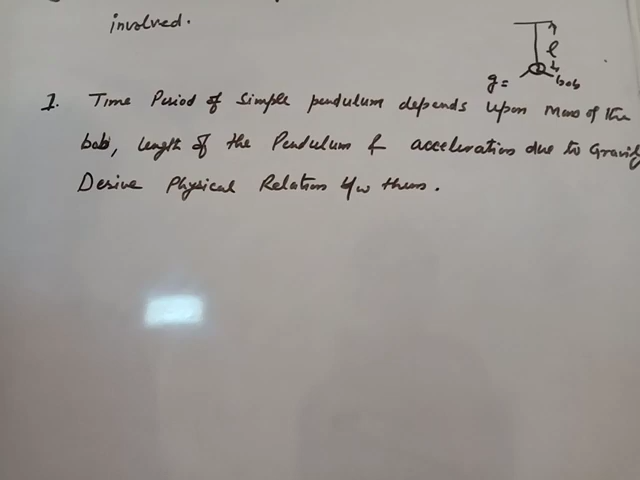 involved.
l
g=
bob
1. Time Period of Simple pendulum depends Upon Mass of the
bob, length of the Pendulum & acceleration due to Gravity
Derive Physical Relation b/w them.